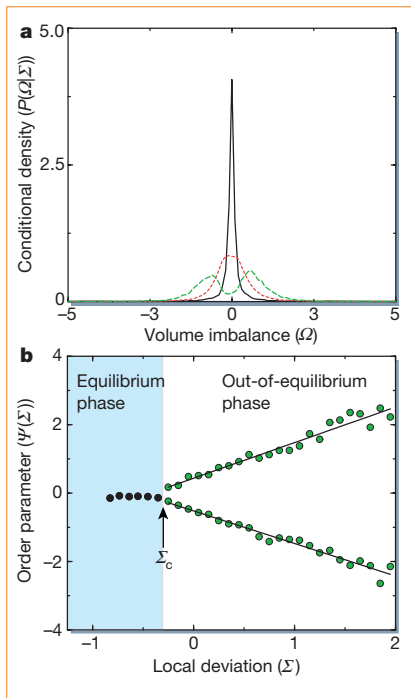 a
5.0
2.5
0
Conditional density (P(Ω|Σ))
−5
−3
0
5
5
Volume imbalance (Ω)
b
Equilibrium
phase
Out-of-equilibrium
phase
4
2
0
−2
−4
Order parameter (Ψ(Σ))
Σc
−1
0
1
2
Local deviation (Σ)